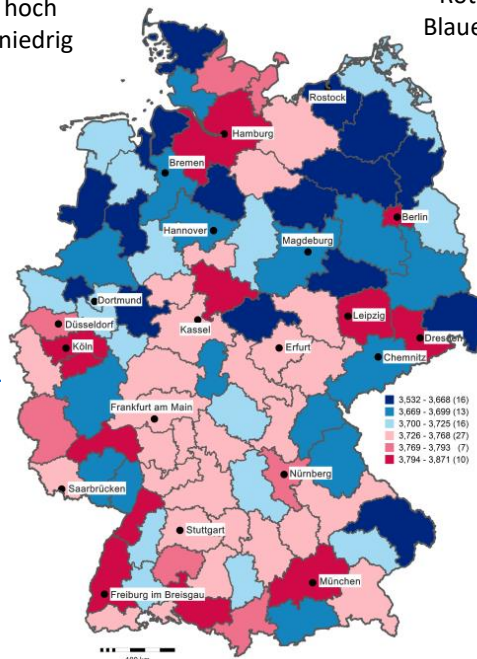 hoch
niedrig
Rot
Blaue
Rostock
Hamburg
Bremen
Berlin
Hannover
Magdeburg
Dortmund
Düsseldorf
Leipzig
Kassel
Dresden
Köln
Erfurt
Chemnitz
Frankfurt am Main
3,532 - 3,668 (16)
3,669 - 3,699 (13)
3,700 - 3,725 (16)
3,726 - 3,768 (27)
3,769 - 3,793 (7)
3,794 - 3,871 (10)
Nürnberg
Saarbrücken
Stuttgart
München
Freiburg im Breisgau